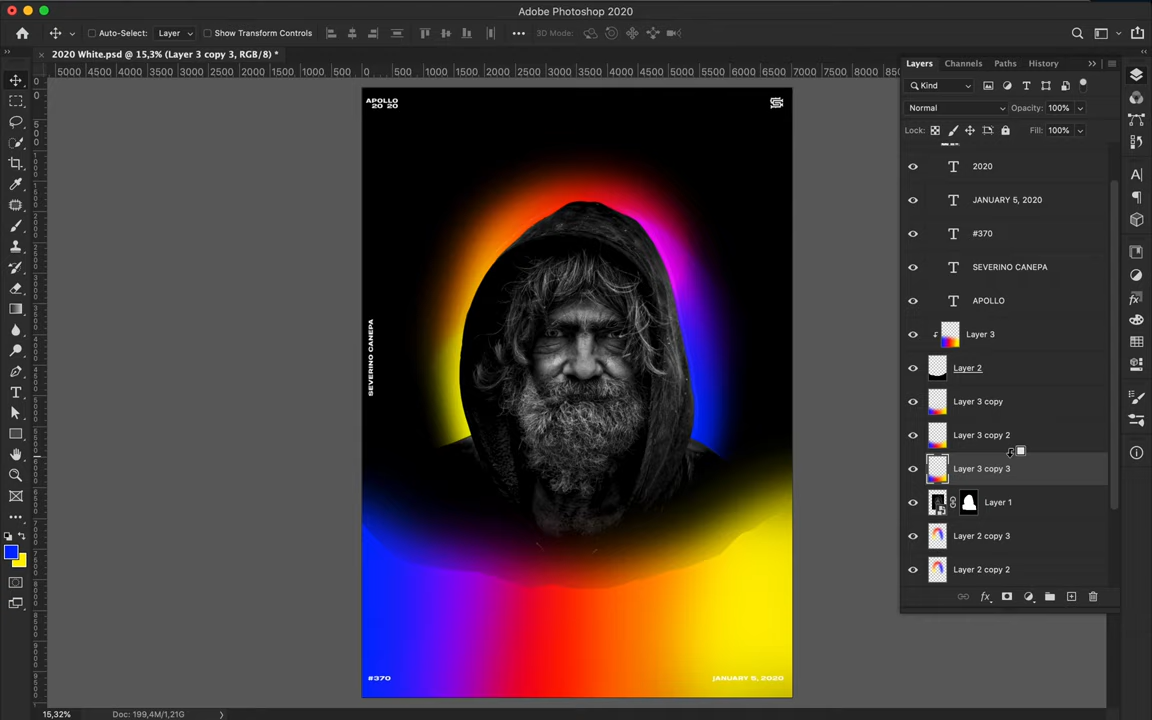 Adobe Photoshop 2020
Auto-Select: Layer Show Transform Controls 3D Mode:
2020 White.psd @ 15,3% (Layer 3 copy 3, RGB/8) *
5000 4500 4000 3500 3000 2500 2000 1500 1000 500 0 500 1000 1500 2000 2500 3000 3500 4000 4500 5000 5500 6000 6500 7000 7500 8000
Layers Channels Paths History
Kind
Normal Opacity: 100%
Lock: Fill: 100%
2020
JANUARY 5, 2020
#370
SEVERINO CANEPA
APOLLO
Layer 3
Layer 2
Layer 3 copy
Layer 3 copy 2
Layer 3 copy 3
Layer 1
Layer 2 copy 3
Layer 2 copy 2
APOLLO
20 20
SEVERINO CANEPA
#370
JANUARY 5, 2020
15,32% Doc: 199,4M/1,21G